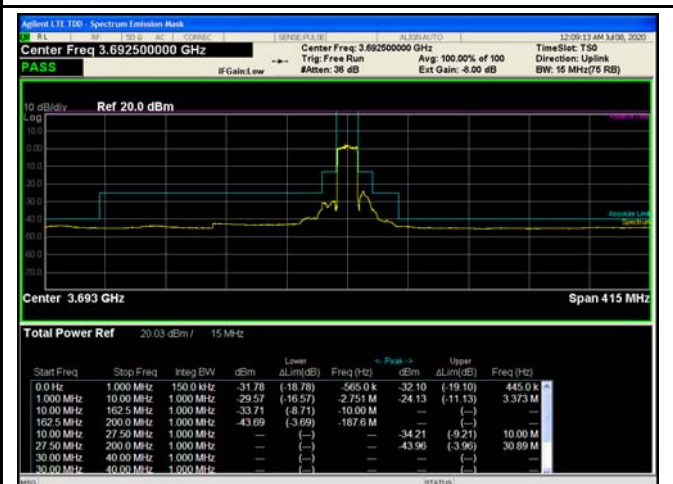 Agilent LTE TDD - Spectrum Emission Mask
RL RF 50 Ω AC CORREC SENSE:PULSE ALIGN AUTO 12:09:13 AM Jul 08, 2020
Center Freq 3.692500000 GHz Center Freq: 3.692500000 GHz TimeSlot: TS0
Trig: Free Run Avg: 100.00% of 100 Direction: Uplink
PASS IFGain:Low #Atten: 36 dB Ext Gain: -8.00 dB BW: 15 MHz(75 RB)
10 dB/div Ref 20.0 dBm
Log
10.0
0.00
-10.0
-20.0
-30.0
-40.0
Absolute Limit
Spectrum
-50.0
-60.0
-70.0
Center 3.693 GHz Span 415 MHz
Total Power Ref 20.03 dBm / 15 MHz
Lower <- Peak -> Upper
Start Freq Stop Freq Integ BW dBm ΔLim(dB) Freq (Hz) dBm ΔLim(dB) Freq (Hz)
0.0 Hz 1.000 MHz 150.0 kHz -31.78 (-18.78) -565.0 k -32.10 (-19.10) 445.0 k
1.000 MHz 10.00 MHz 1.000 MHz -29.57 (-16.57) -2.751 M -24.13 (-11.13) 3.373 M
10.00 MHz 162.5 MHz 1.000 MHz -33.71 (-8.71) -10.00 M --- (---) ---
162.5 MHz 200.0 MHz 1.000 MHz -43.69 (-3.69) -187.6 M --- (---) ---
10.00 MHz 27.50 MHz 1.000 MHz --- (---) --- -34.21 (-9.21) 10.00 M
27.50 MHz 200.0 MHz 1.000 MHz --- (---) --- -43.96 (-3.96) 30.89 M
30.00 MHz 40.00 MHz 1.000 MHz --- (---) --- --- (---) ---
30.00 MHz 40.00 MHz 1.000 MHz --- (---) --- --- (---) ---
MSG STATUS